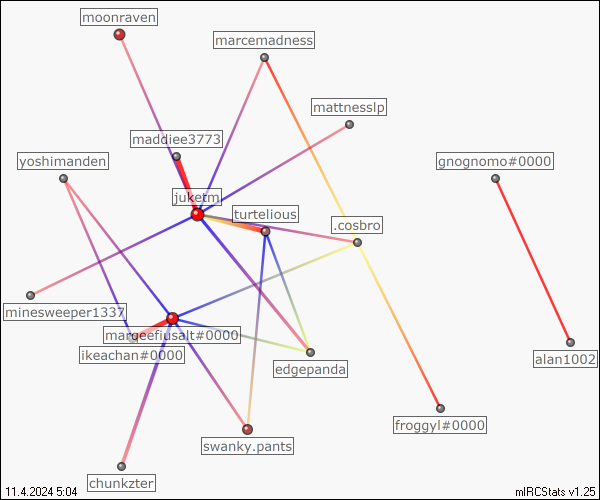 moonraven
marcemadness
mattnesslp
maddiee3773
yoshimanden
gnognomo#0000
juketm
turtelious
.cosbro
minesweeper1337
margeefiusalt#0000
ikeachan#0000
alan1002
edgepanda
froggyl#0000
swanky.pants
chunkzter
11.4.2024 5:04
mIRCStats v1.25